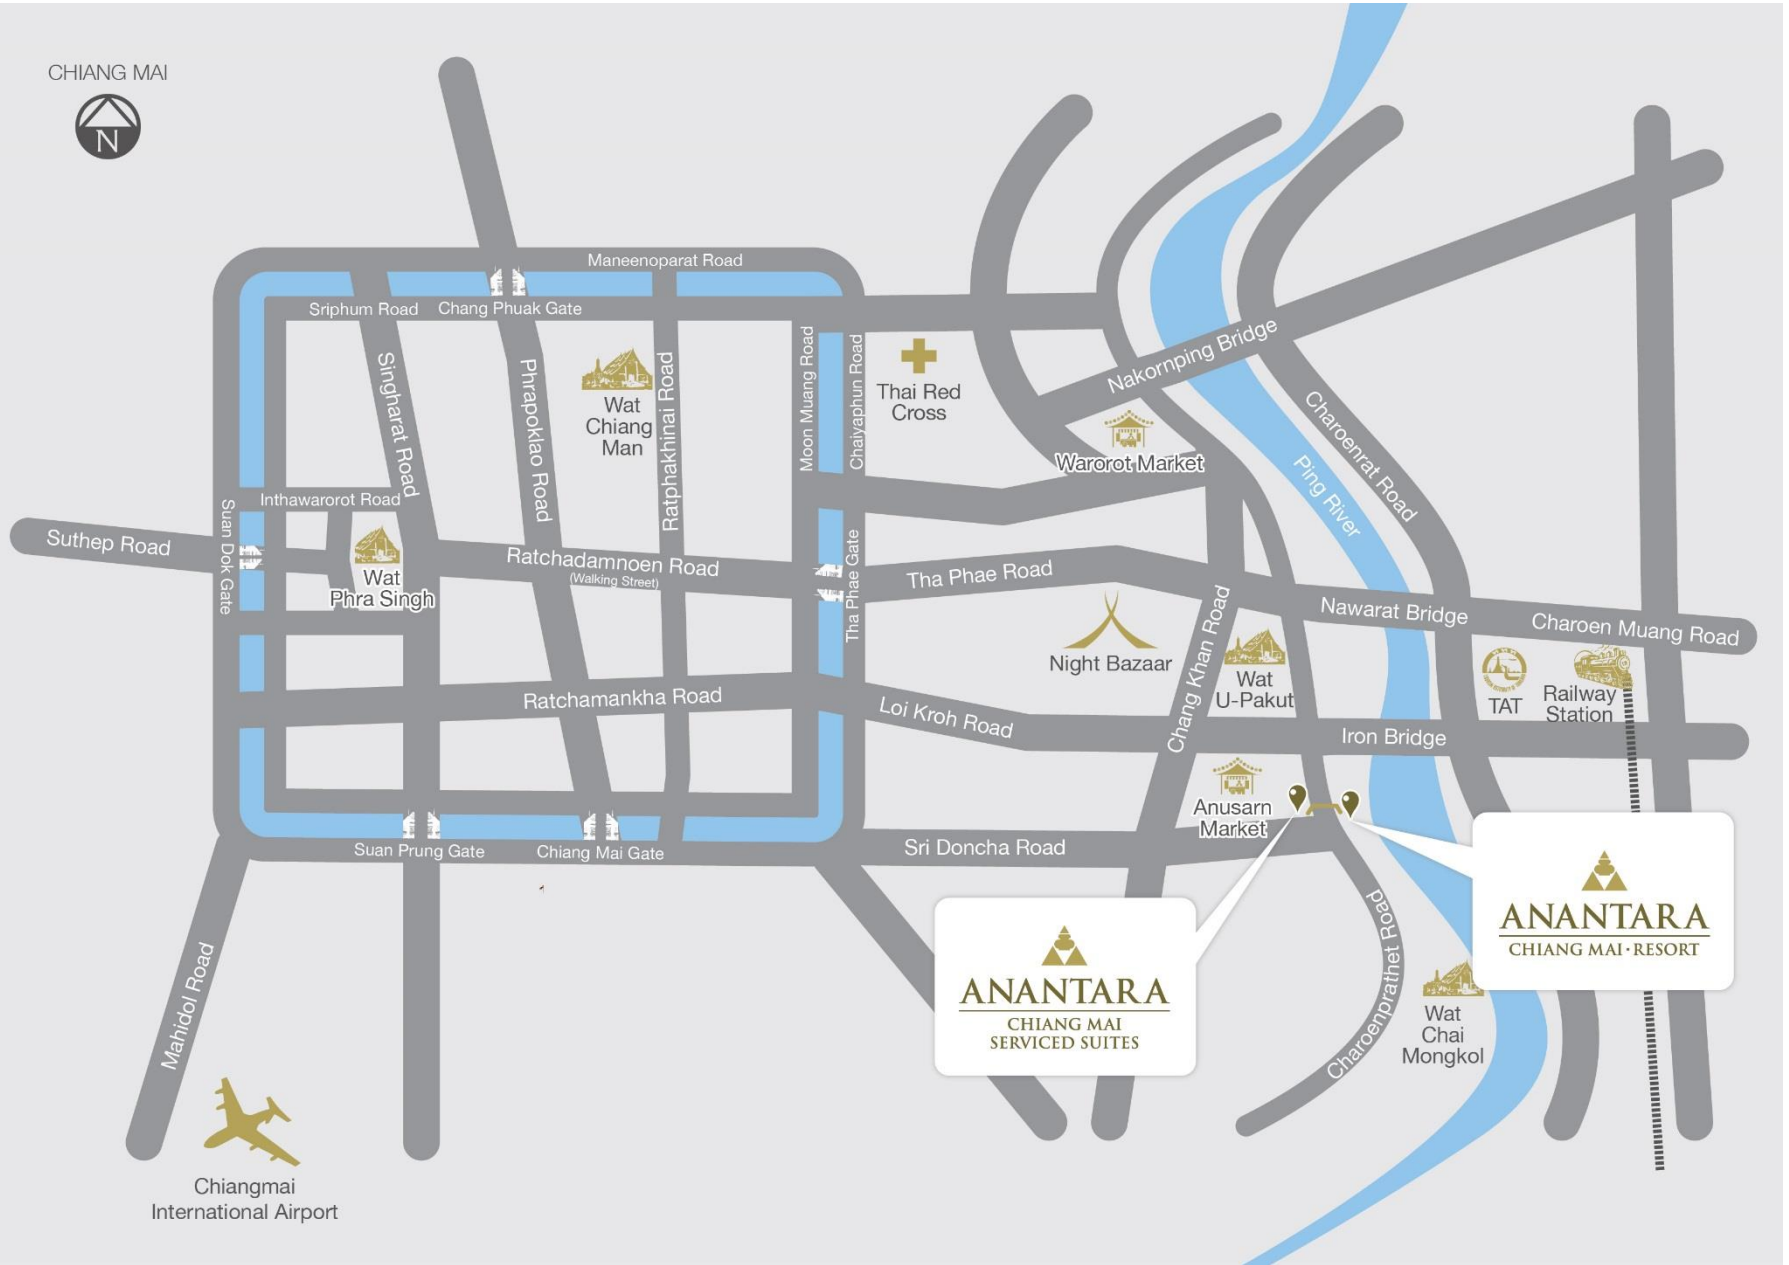 CHIANG MAI
N
Maneenoparat Road
Sriphum Road
Chang Phuak Gate
Singharat Road
Phrapoklao Road
Wat
Chiang
Man
Ratphakhinai Road
Moon Muang Road
Chaiyaphun Road
Thai Red
Cross
Nakornping Bridge
Warorot Market
Ping River
Charoenrat Road
Inthawarorot Road
Suan Dok Gate
Suthep Road
Wat
Phra Singh
Ratchadamnoen Road
(Walking Street)
Tha Phae Gate
Tha Phae Road
Nawarat Bridge
Charoen Muang Road
Night Bazaar
Chang Khan Road
Wat
U-Pakut
TAT
Railway
Station
Ratchamankha Road
Loi Kroh Road
Iron Bridge
Anusarn
Market
Suan Prung Gate
Chiang Mai Gate
Sri Doncha Road
Charoenprathet Road
ANANTARA
CHIANG MAI·RESORT
ANANTARA
CHIANG MAI
SERVICED SUITES
Wat
Chai
Mongkol
Mahidol Road
Chiangmai
International Airport